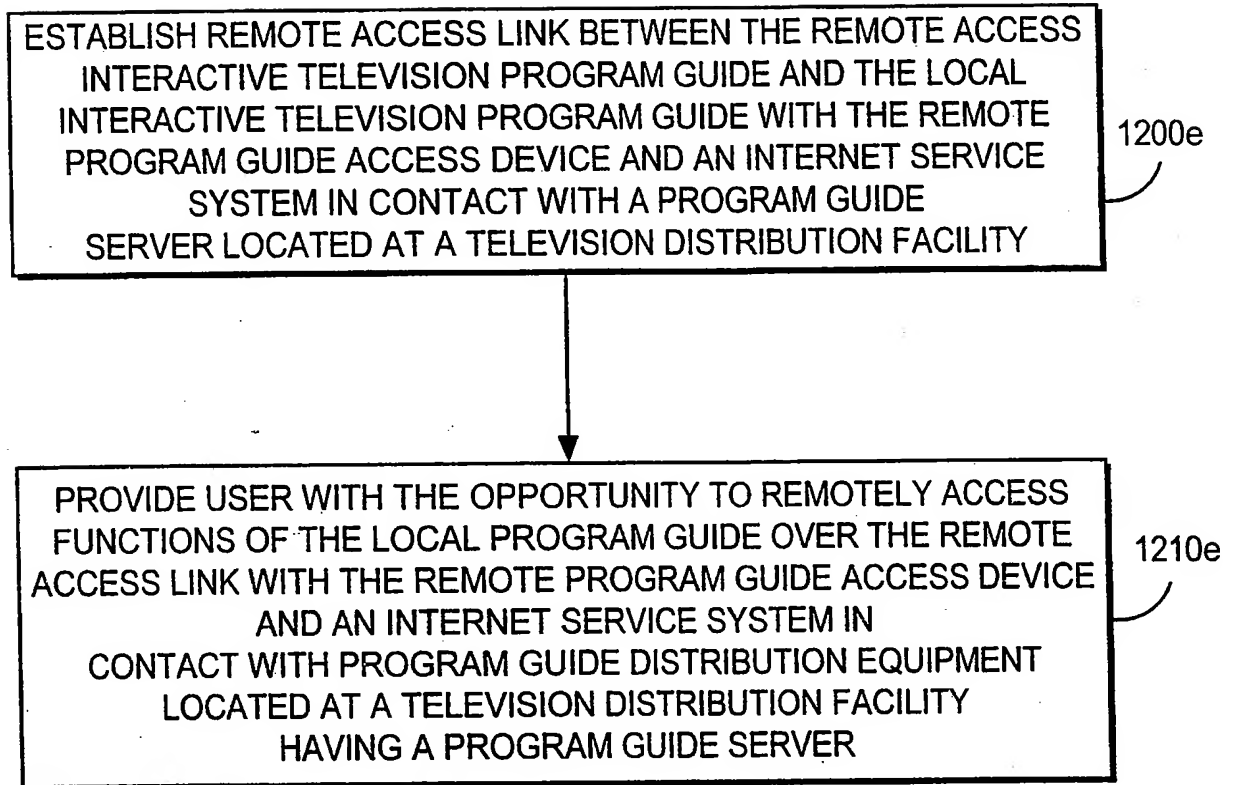 ESTABLISH REMOTE ACCESS LINK BETWEEN THE REMOTE ACCESS
INTERACTIVE TELEVISION PROGRAM GUIDE AND THE LOCAL
INTERACTIVE TELEVISION PROGRAM GUIDE WITH THE REMOTE
PROGRAM GUIDE ACCESS DEVICE AND AN INTERNET SERVICE
SYSTEM IN CONTACT WITH A PROGRAM GUIDE
SERVER LOCATED AT A TELEVISION DISTRIBUTION FACILITY
1200e
PROVIDE USER WITH THE OPPORTUNITY TO REMOTELY ACCESS
FUNCTIONS OF THE LOCAL PROGRAM GUIDE OVER THE REMOTE
ACCESS LINK WITH THE REMOTE PROGRAM GUIDE ACCESS DEVICE
AND AN INTERNET SERVICE SYSTEM IN
CONTACT WITH PROGRAM GUIDE DISTRIBUTION EQUIPMENT
LOCATED AT A TELEVISION DISTRIBUTION FACILITY
HAVING A PROGRAM GUIDE SERVER
1210e